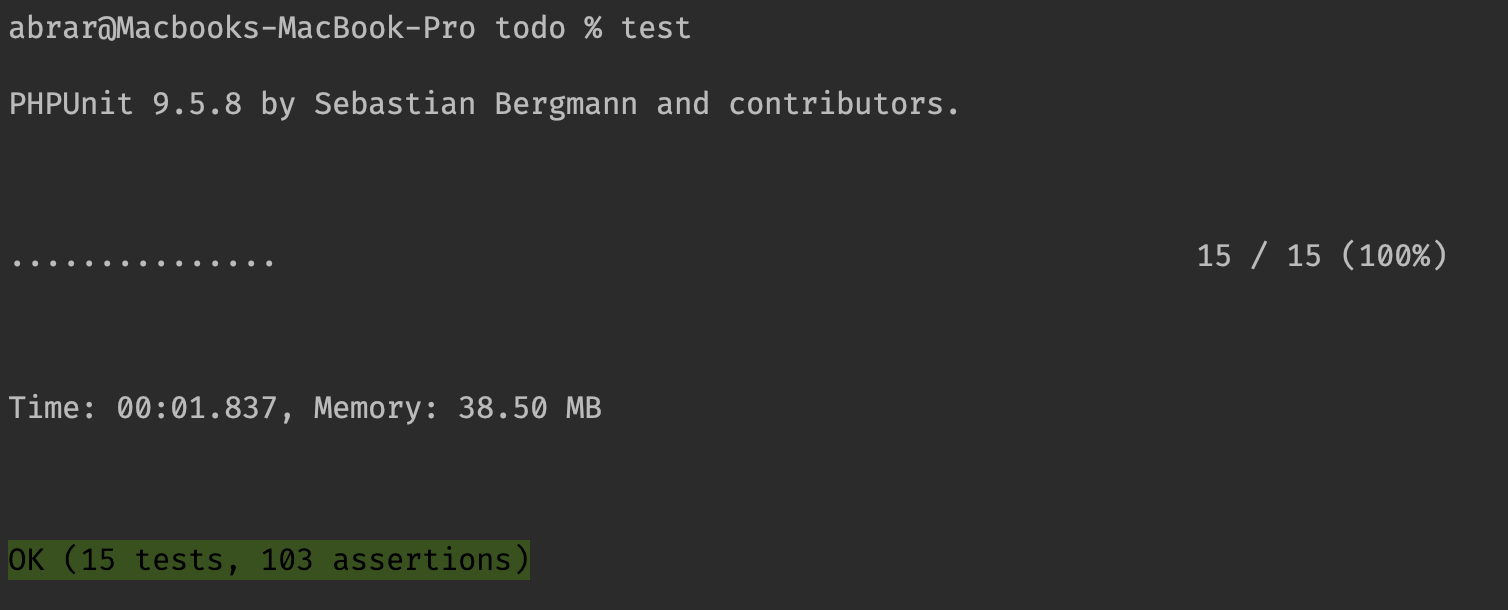 abrar@Macbooks-MacBook-Pro todo % test
PHPUnit 9.5.8 by Sebastian Bergmann and contributors.
............... 15 / 15 (100%)
Time: 00:01.837, Memory: 38.50 MB
OK (15 tests, 103 assertions)